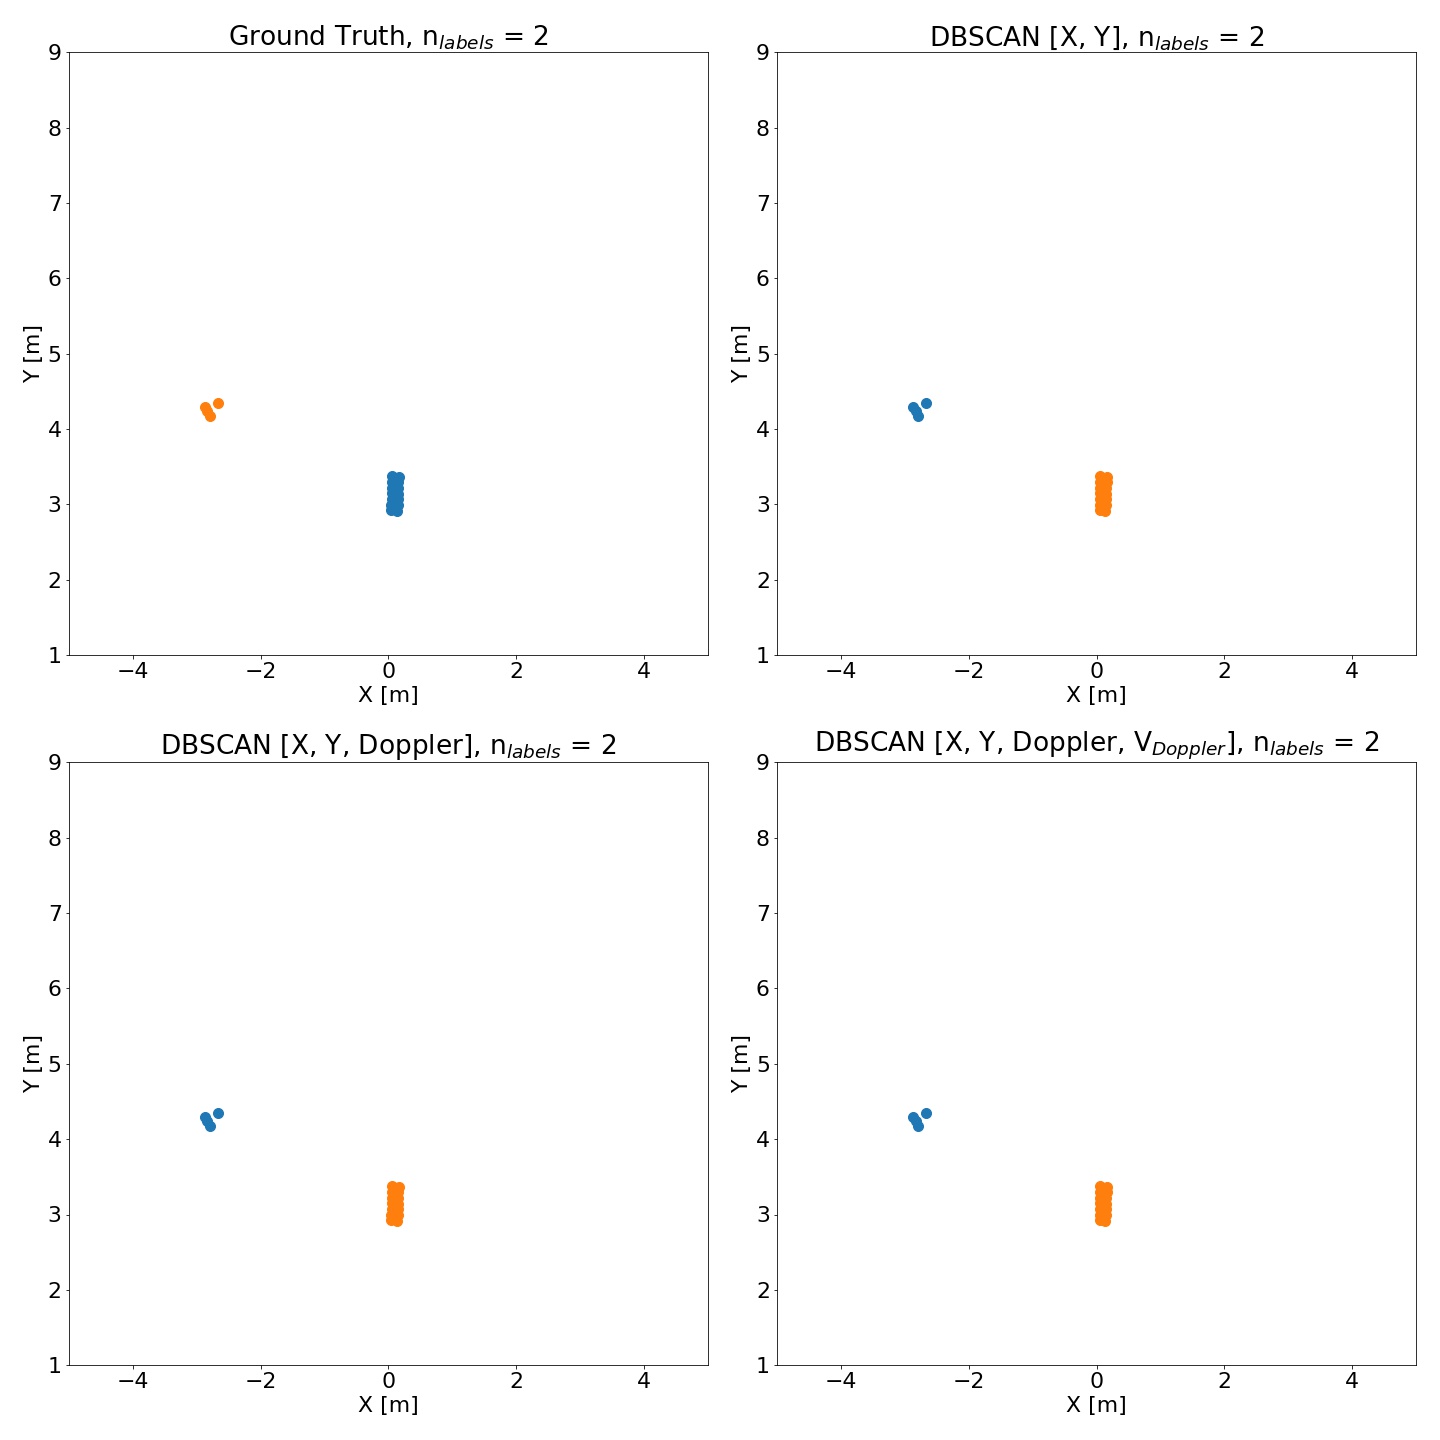 Ground Truth, n_labels = 2
9
8
7
6
5
4
3
2
1
Y [m]
−4 −2 0 2 4
X [m]
DBSCAN [X, Y], n_labels = 2
9
8
7
6
5
4
3
2
1
Y [m]
−4 −2 0 2 4
X [m]
DBSCAN [X, Y, Doppler], n_labels = 2
9
8
7
6
5
4
3
2
1
Y [m]
−4 −2 0 2 4
X [m]
DBSCAN [X, Y, Doppler, V_Doppler], n_labels = 2
9
8
7
6
5
4
3
2
1
Y [m]
−4 −2 0 2 4
X [m]